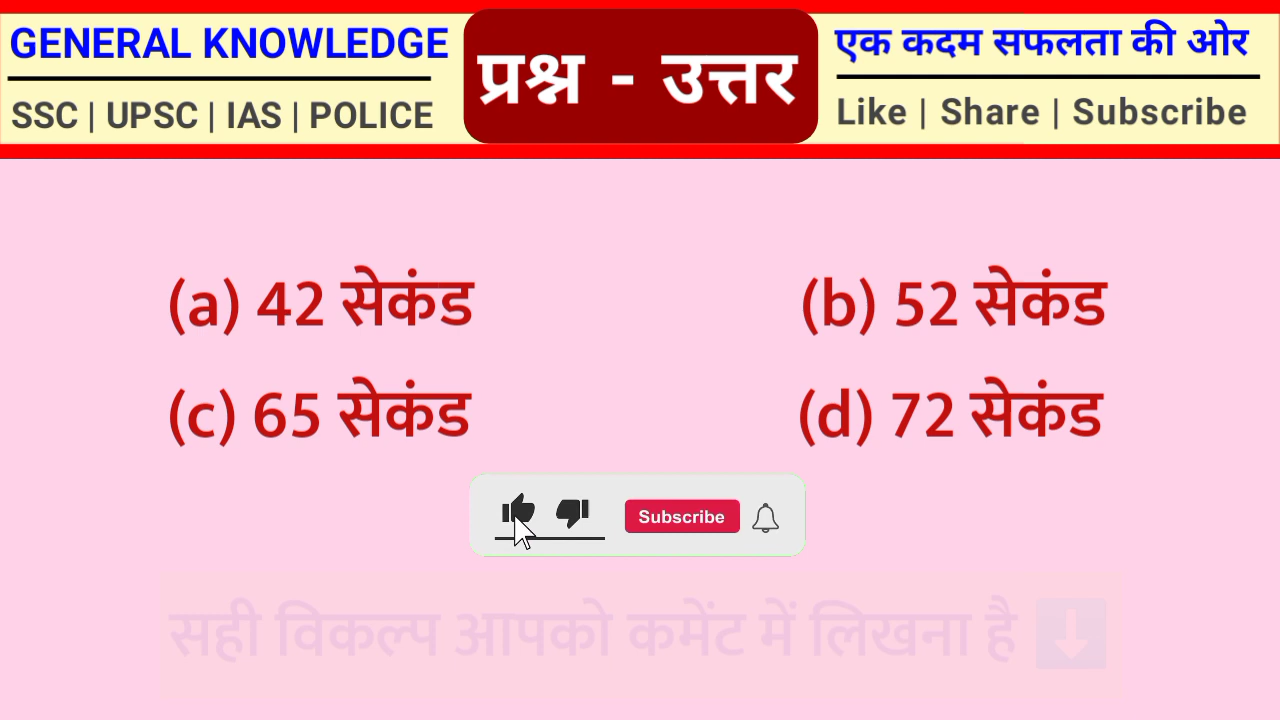 GENERAL KNOWLEDGE
SSC | UPSC | IAS | POLICE
प्रश्न - उत्तर
एक कदम सफलता की ओर
Like | Share | Subscribe
(a) 42 सेकंड
(b) 52 सेकंड
(c) 65 सेकंड
(d) 72 सेकंड
Subscribe
सही विकल्प आपको कमेंट में लिखना है